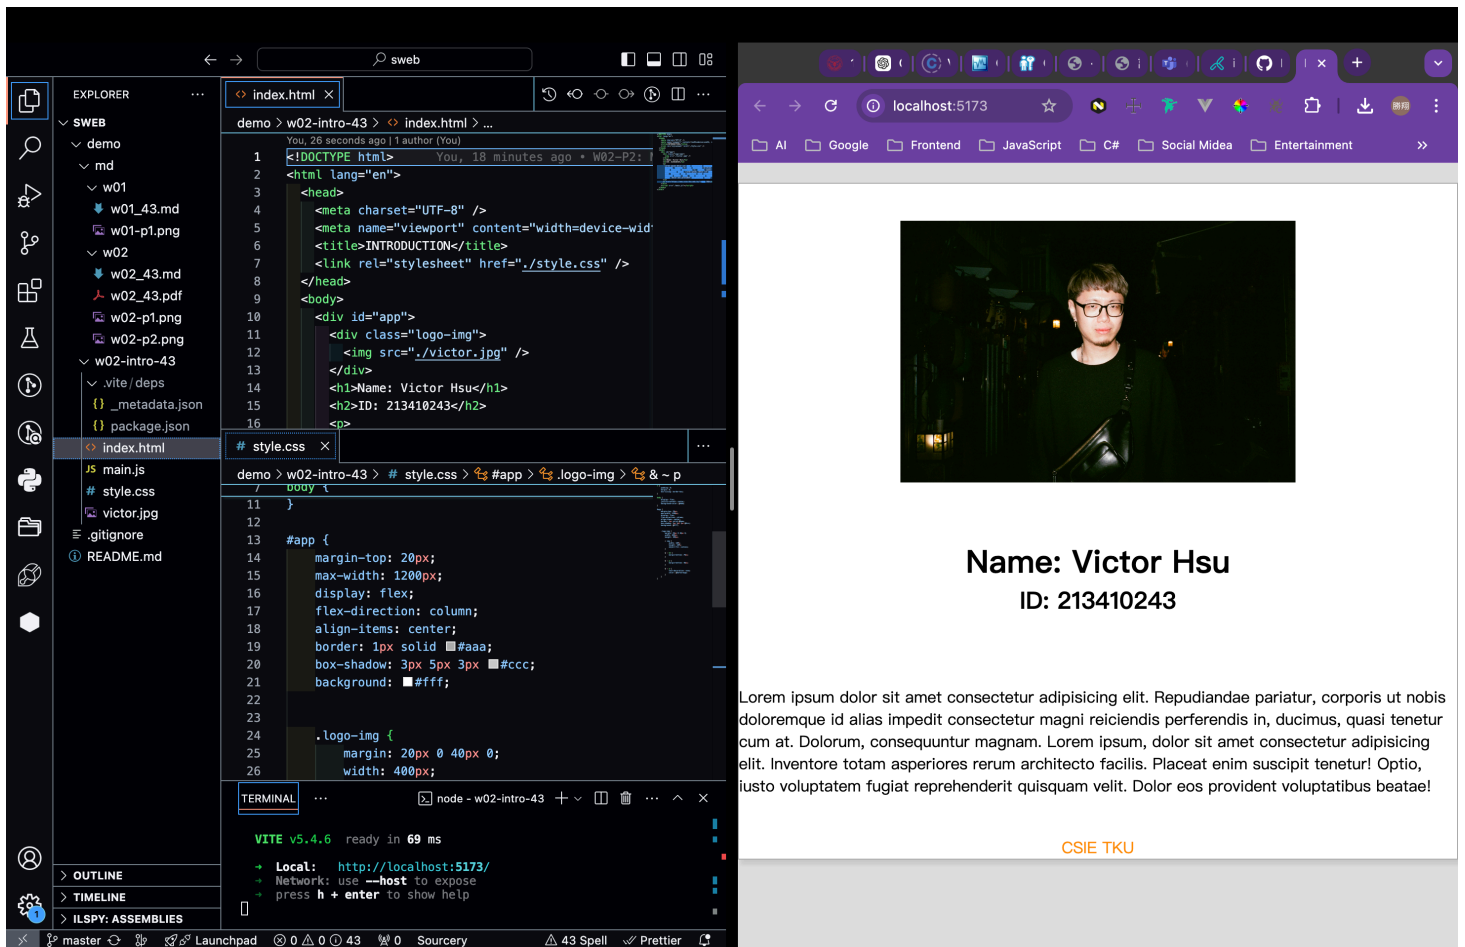 sweb
EXPLORER
SWEB
demo
md
w01
w01_43.md
w01-p1.png
w02
w02_43.md
w02_43.pdf
w02-p1.png
w02-p2.png
w02-intro-43
.vite/deps
_metadata.json
package.json
index.html
JS main.js
# style.css
victor.jpg
.gitignore
README.md
OUTLINE
TIMELINE
ILSPY: ASSEMBLIES
index.html
demo > w02-intro-43 > index.html > ...
You, 26 seconds ago | 1 author (You)
1 <!DOCTYPE html> You, 18 minutes ago • W02-P2:
2 <html lang="en">
3 <head>
4 <meta charset="UTF-8" />
5 <meta name="viewport" content="width=device-wid
6 <title>INTRODUCTION</title>
7 <link rel="stylesheet" href="./style.css" />
8 </head>
9 <body>
10 <div id="app">
11 <div class="logo-img">
12 <img src="./victor.jpg" />
13 </div>
14 <h1>Name: Victor Hsu</h1>
15 <h2>ID: 213410243</h2>
16 <p>
# style.css
demo > w02-intro-43 > # style.css > #app > .logo-img > & ~ p
7 body {
11 }
12
13 #app {
14 margin-top: 20px;
15 max-width: 1200px;
16 display: flex;
17 flex-direction: column;
18 align-items: center;
19 border: 1px solid #aaa;
20 box-shadow: 3px 5px 3px #ccc;
21 background: #fff;
22
23
24 .logo-img {
25 margin: 20px 0 40px 0;
26 width: 400px;
TERMINAL
node - w02-intro-43
VITE v5.4.6 ready in 69 ms
➜ Local: http://localhost:5173/
➜ Network: use --host to expose
➜ press h + enter to show help
1
master
Launchpad
0 0 43
0
Sourcery
43 Spell
Prettier
localhost:5173
勝翔
AI
Google
Frontend
JavaScript
C#
Social Midea
Entertainment
Name: Victor Hsu
ID: 213410243
Lorem ipsum dolor sit amet consectetur adipisicing elit. Repudiandae pariatur, corporis ut nobis
doloremque id alias impedit consectetur magni reiciendis perferendis in, ducimus, quasi tenetur
cum at. Dolorum, consequuntur magnam. Lorem ipsum, dolor sit amet consectetur adipisicing
elit. Inventore totam asperiores rerum architecto facilis. Placeat enim suscipit tenetur! Optio,
iusto voluptatem fugiat reprehenderit quisquam velit. Dolor eos provident voluptatibus beatae!
CSIE TKU